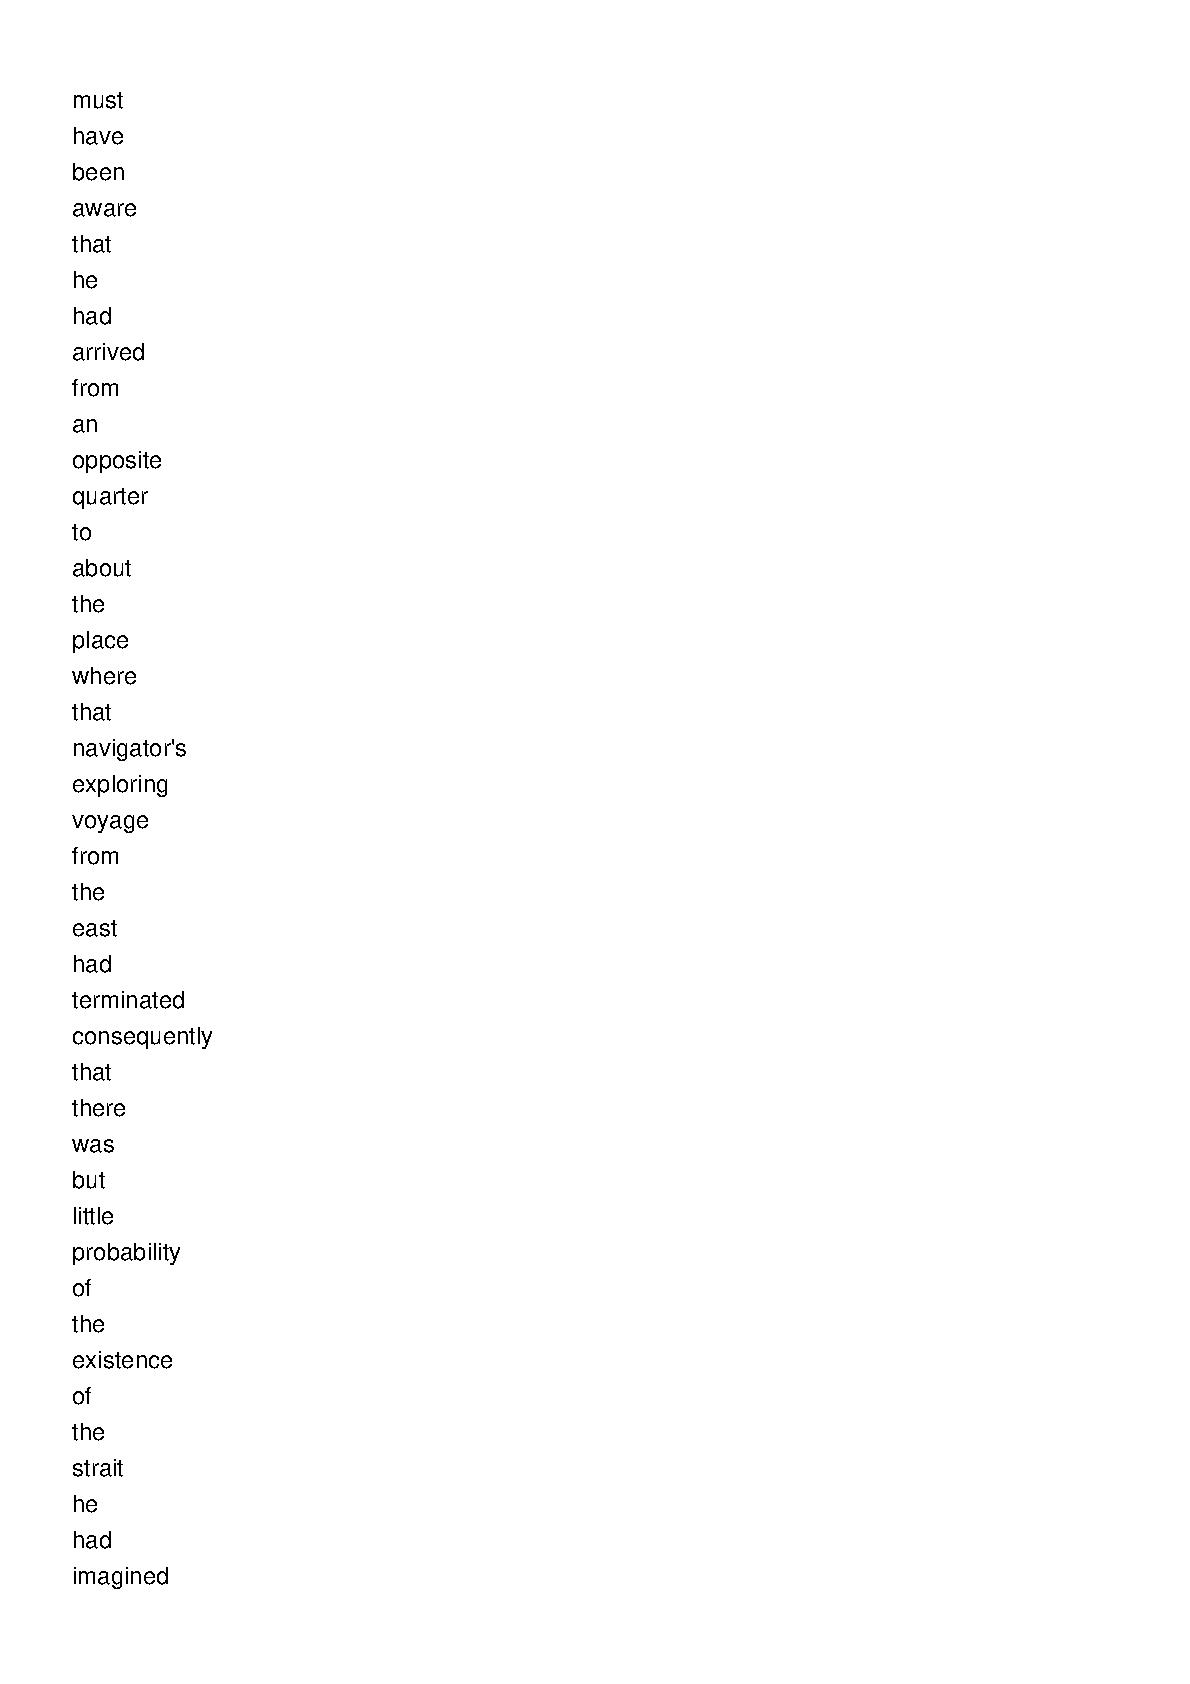 must
have
been
aware
that
he
had
arrived
from
an
opposite
quarter
to
about
the
place
where
that
navigator's
exploring
voyage
from
the
east
had
terminated
consequently
that
there
was
but
little
probability
of
the
existence
of
the
strait
he
had
imagined